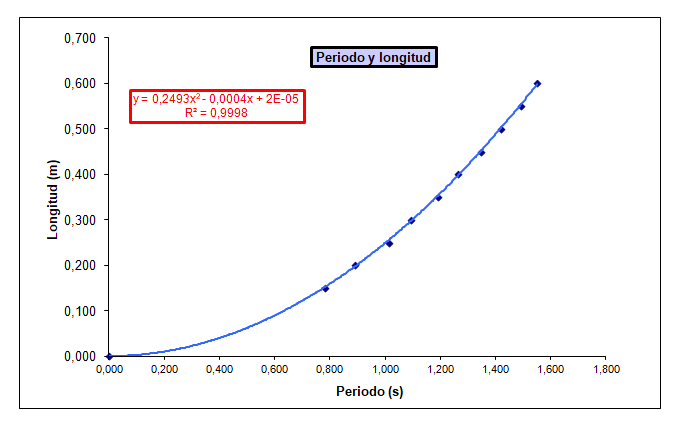 Periodo y longitud
y = 0,2493x² - 0,0004x + 2E-05
R² = 0,9998
Longitud (m)
0,700
0,600
0,500
0,400
0,300
0,200
0,100
0,000
0,000 0,200 0,400 0,600 0,800 1,000 1,200 1,400 1,600 1,800
Periodo (s)